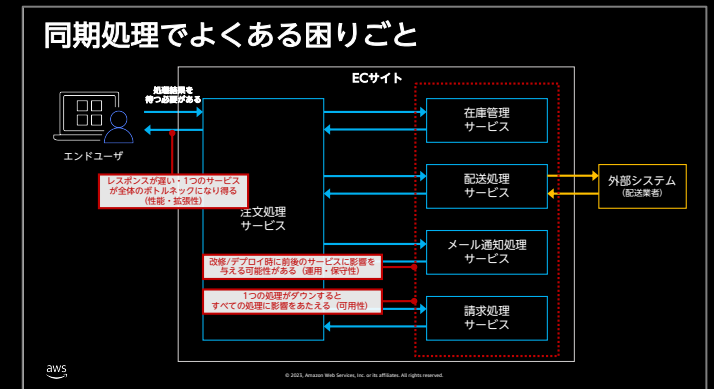 同期処理でよくある困りごと
ECサイト
処理結果を
待つ必要がある
エンドユーザ
在庫管理
サービス
レスポンスが遅い・1つのサービス
が全体のボトルネックになり得る
（性能・拡張性）
注文処理
サービス
配送処理
サービス
外部システム
（配送業者）
改修/デプロイ時に前後のサービスに影響を
与える可能性がある（運用・保守性）
メール通知処理
サービス
1つの処理がダウンすると
すべての処理に影響をあたえる（可用性）
請求処理
サービス
aws
© 2023, Amazon Web Services, Inc. or its affiliates. All rights reserved.